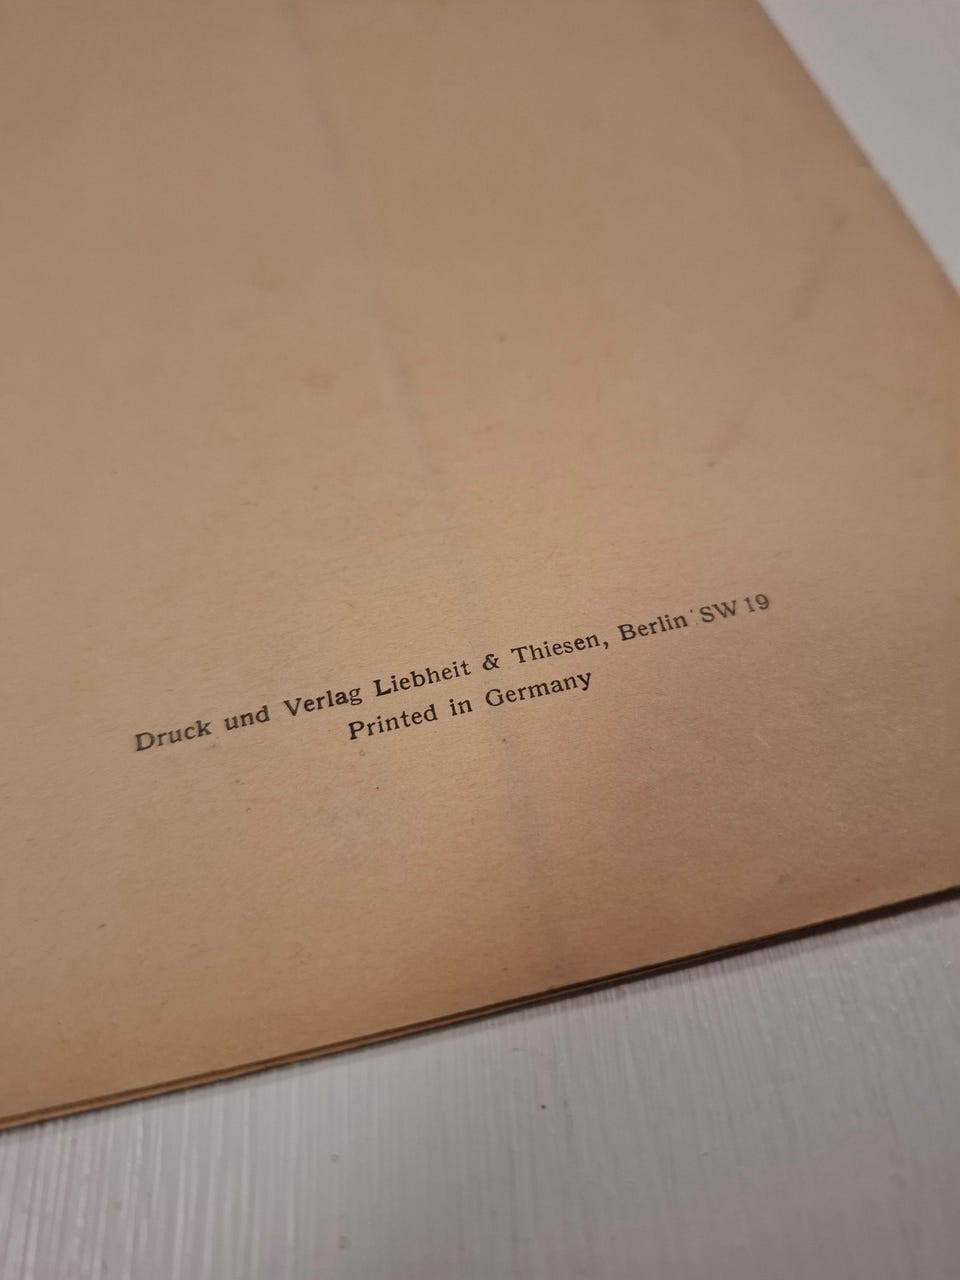 Druck und Verlag Liebheit & Thiesen, Berlin SW 19
Printed in Germany